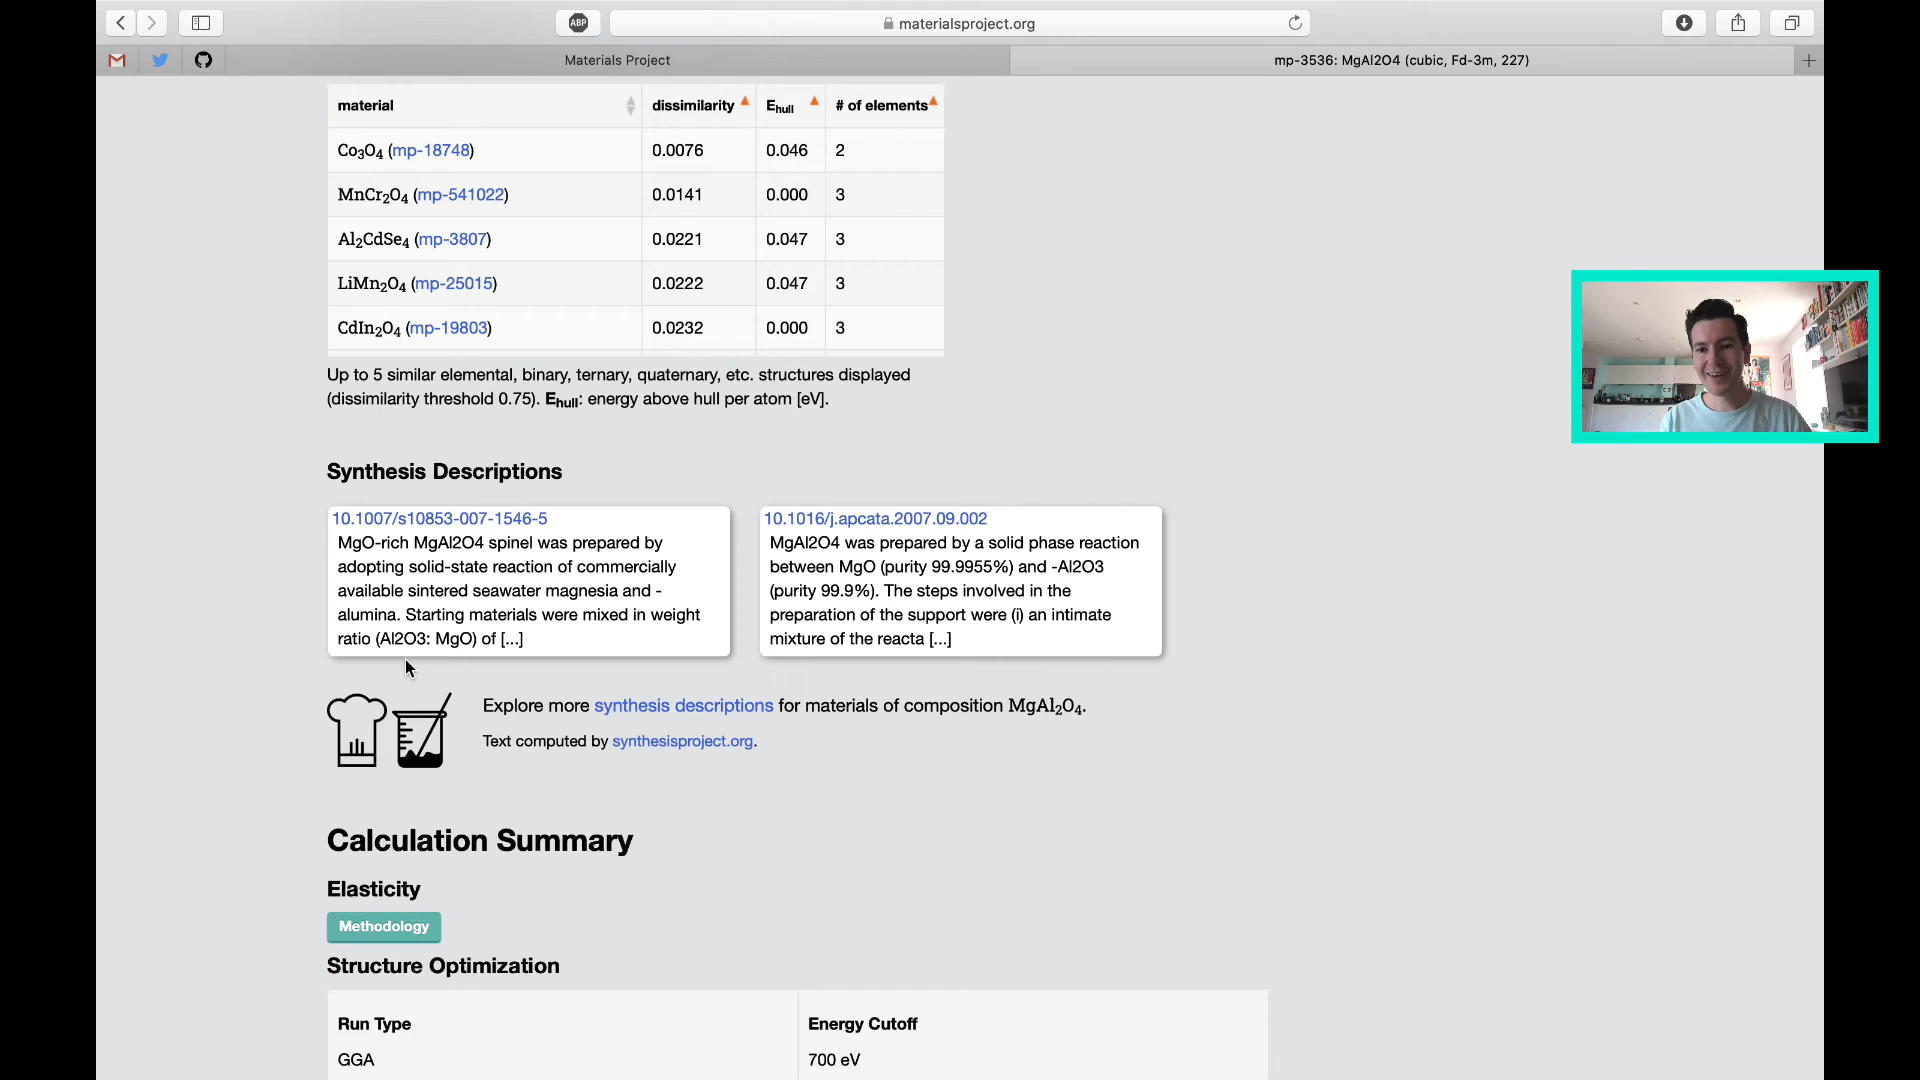 ABP
materialsproject.org
Materials Project
mp-3536: MgAl2O4 (cubic, Fd-3m, 227)
material dissimilarity Ehull # of elements
Co3O4 (mp-18748) 0.0076 0.046 2
MnCr2O4 (mp-541022) 0.0141 0.000 3
Al2CdSe4 (mp-3807) 0.0221 0.047 3
LiMn2O4 (mp-25015) 0.0222 0.047 3
CdIn2O4 (mp-19803) 0.0232 0.000 3
Up to 5 similar elemental, binary, ternary, quaternary, etc. structures displayed
(dissimilarity threshold 0.75). Ehull: energy above hull per atom [eV].
Synthesis Descriptions
10.1007/s10853-007-1546-5
MgO-rich MgAl2O4 spinel was prepared by
adopting solid-state reaction of commercially
available sintered seawater magnesia and -
alumina. Starting materials were mixed in weight
ratio (Al2O3: MgO) of [...]
10.1016/j.apcata.2007.09.002
MgAl2O4 was prepared by a solid phase reaction
between MgO (purity 99.9955%) and -Al2O3
(purity 99.9%). The steps involved in the
preparation of the support were (i) an intimate
mixture of the reacta [...]
Explore more synthesis descriptions for materials of composition MgAl2O4.
Text computed by synthesisproject.org.
Calculation Summary
Elasticity
Methodology
Structure Optimization
Run Type Energy Cutoff
GGA 700 eV